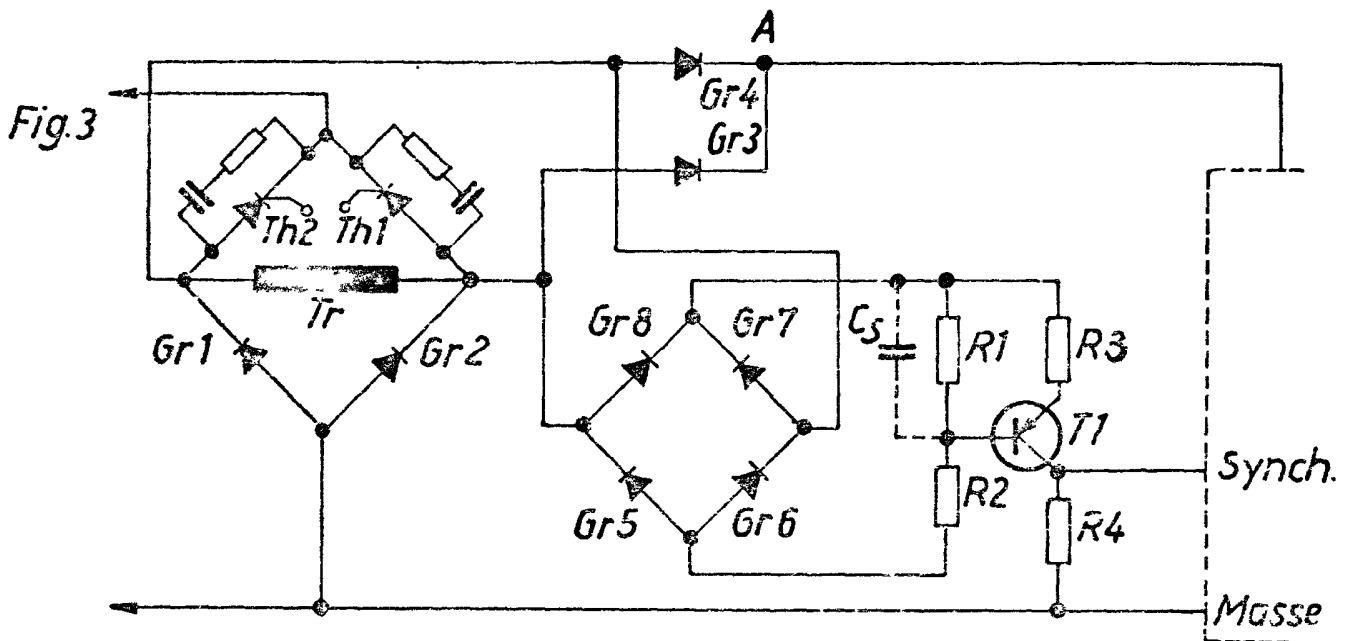 A
Gr4
Fig.3
Gr3
Th2
Th1
Tr
Gr1
Gr2
Gr8
Gr7
Cs
R1
R3
T1
Synch.
Gr5
Gr6
R2
R4
Masse